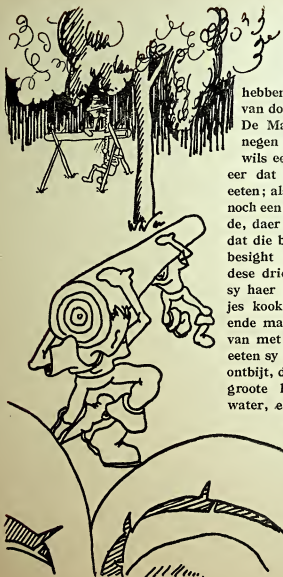 hebben
van do
De Ma
negen
wils ee
eer dat
eeten; al
noch een
de, daer
dat die b
besight
dese drie
sy haer
jes kook
ende ma
van met
eeten sy
ontbijt, d
groote
water, e